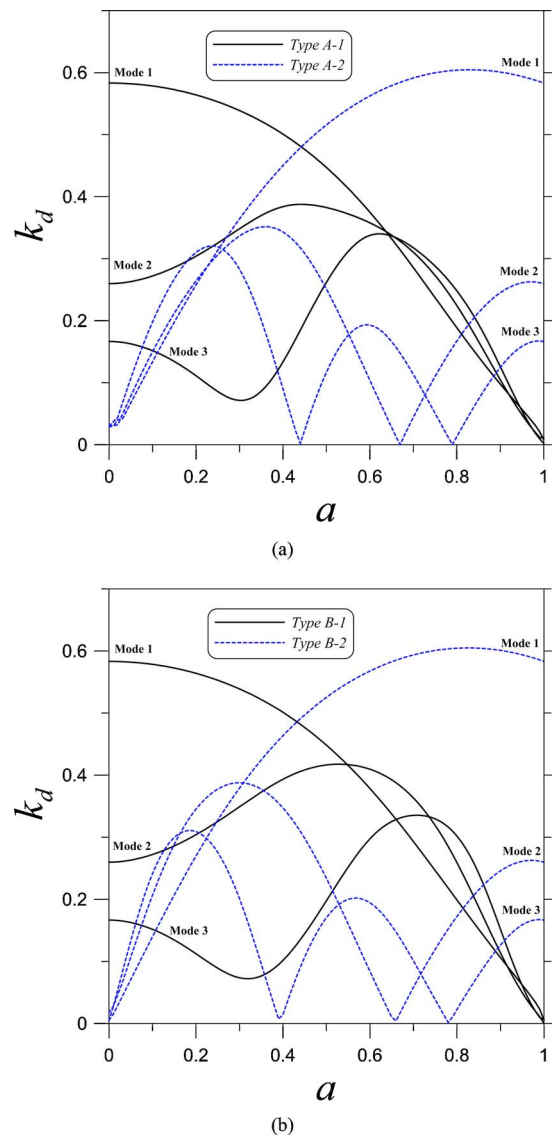 Type A-1
Type A-2
Mode 1
Mode 1
Mode 2
Mode 2
Mode 3
Mode 3
k_d
0.6
0.4
0.2
0
0 0.2 0.4 0.6 0.8 1
a
(a)
Type B-1
Type B-2
Mode 1
Mode 1
Mode 2
Mode 2
Mode 3
Mode 3
k_d
0.6
0.4
0.2
0
0 0.2 0.4 0.6 0.8 1
a
(b)